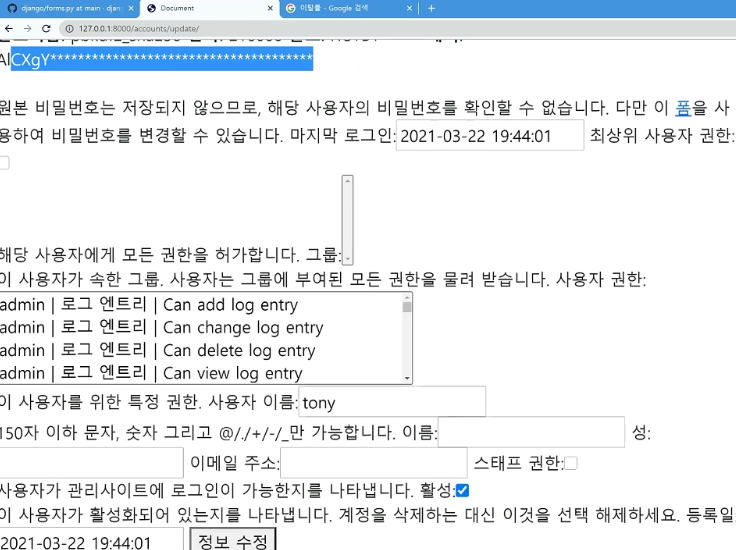 django/forms.py at main · djan
Document
이탈룰 - Google 검색
127.0.0.1:8000/accounts/update/
AlCXgY**************************************
원본 비밀번호는 저장되지 않으므로, 해당 사용자의 비밀번호를 확인할 수 없습니다. 다만 이 폼을 사
용하여 비밀번호를 변경할 수 있습니다. 마지막 로그인: 2021-03-22 19:44:01 최상위 사용자 권한:
해당 사용자에게 모든 권한을 허가합니다. 그룹:
이 사용자가 속한 그룹. 사용자는 그룹에 부여된 모든 권한을 물려 받습니다. 사용자 권한:
admin | 로그 엔트리 | Can add log entry
admin | 로그 엔트리 | Can change log entry
admin | 로그 엔트리 | Can delete log entry
admin | 로그 엔트리 | Can view log entry
이 사용자를 위한 특정 권한. 사용자 이름: tony
150자 이하 문자, 숫자 그리고 @/./+/-/_만 가능합니다. 이름: 성:
이메일 주소: 스태프 권한:
사용자가 관리사이트에 로그인이 가능한지를 나타냅니다. 활성:
이 사용자가 활성화되어 있는지를 나타냅니다. 계정을 삭제하는 대신 이것을 선택 해제하세요. 등록일:
2021-03-22 19:44:01 정보 수정